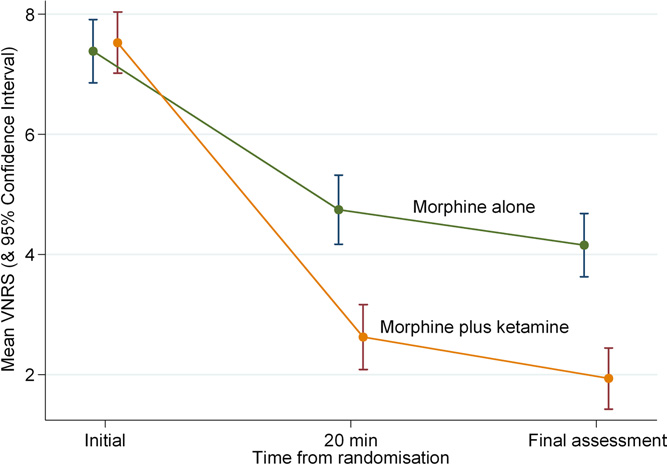 Mean VNRS (& 95% Confidence Interval)
8
6
4
2
Morphine alone
Morphine plus ketamine
Initial
20 min
Final assessment
Time from randomisation